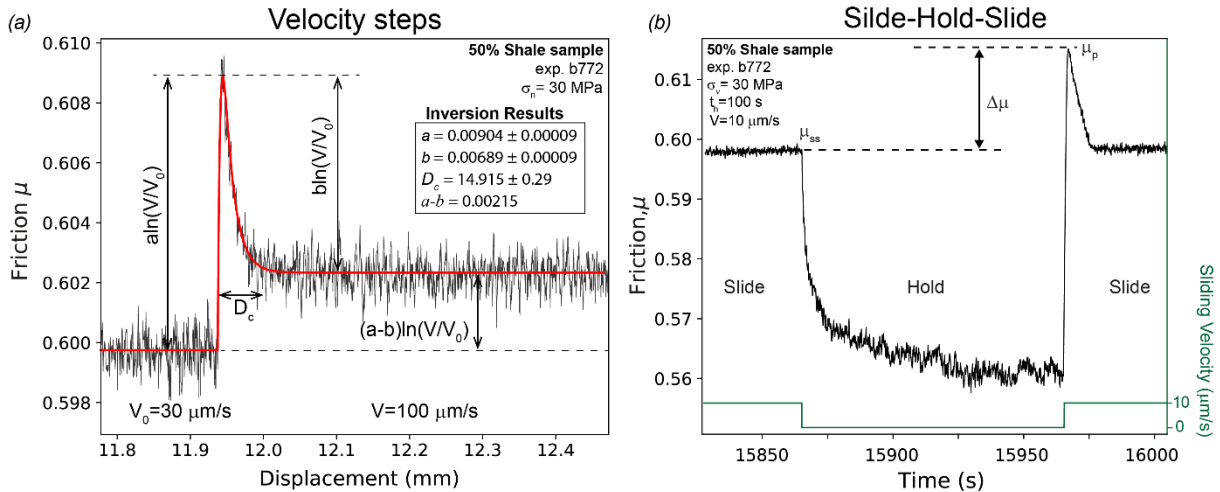 (a)
Velocity steps
0.610
0.608
0.606
0.604
0.602
0.600
0.598
Friction μ
50% Shale sample
exp. b772
σn = 30 MPa
Inversion Results
a = 0.00904 ± 0.00009
b = 0.00689 ± 0.00009
Dc = 14.915 ± 0.29
a-b = 0.00215
aln(V/V0)
bln(V/V0)
Dc
(a-b)ln(V/V0)
V0=30 μm/s
V=100 μm/s
11.8
11.9
12.0
12.1
12.2
12.3
12.4
Displacement (mm)
(b)
Silde-Hold-Slide
0.61
0.60
0.59
0.58
0.57
0.56
Friction,μ
50% Shale sample
exp. b772
σv= 30 MPa
th=100 s
V=10 μm/s
μp
Δμ
μss
Slide
Hold
Slide
10
0
Sliding Velocity (μm/s)
15850
15900
15950
16000
Time (s)